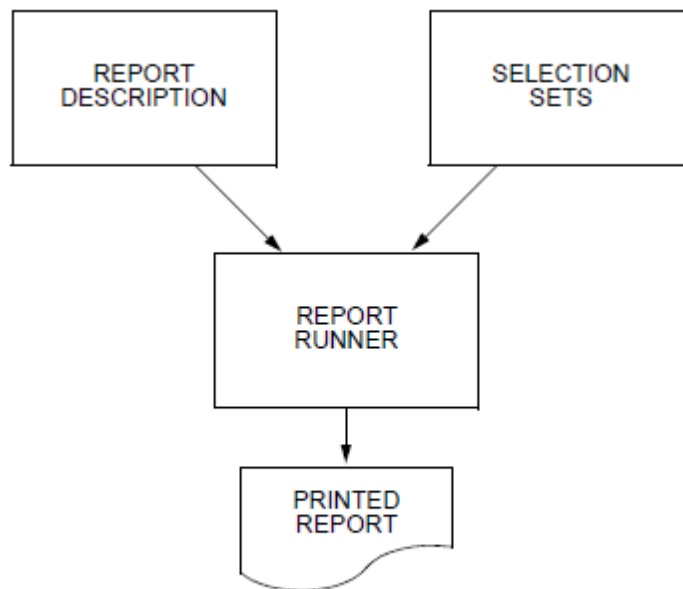 REPORT
DESCRIPTION
SELECTION
SETS
REPORT
RUNNER
PRINTED
REPORT